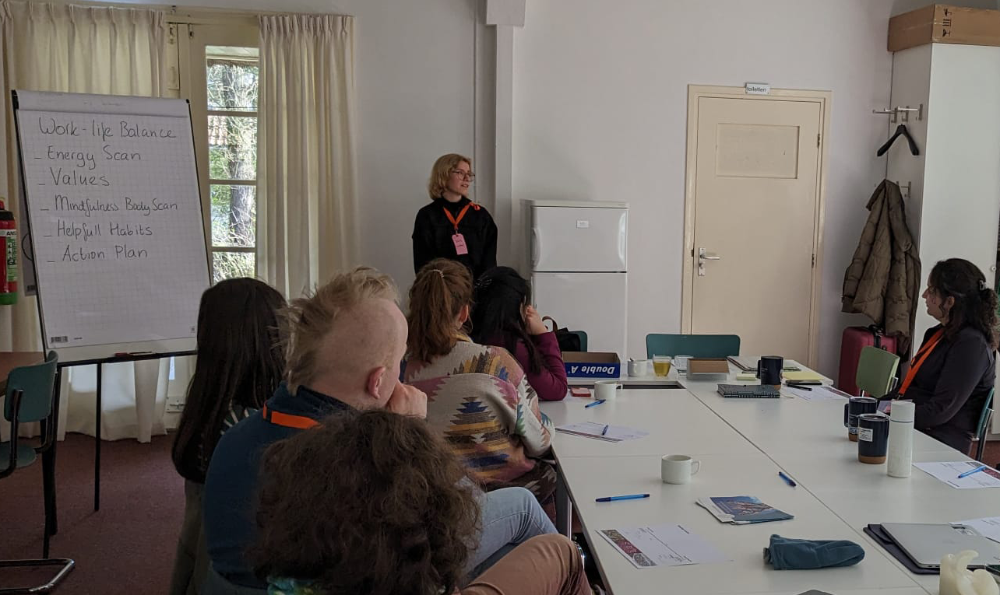 Work-life Balance
- Energy Scan
- Values
- Mindfulness Body Scan
- Helpfull Habits
- Action Plan
toiletten
Double A